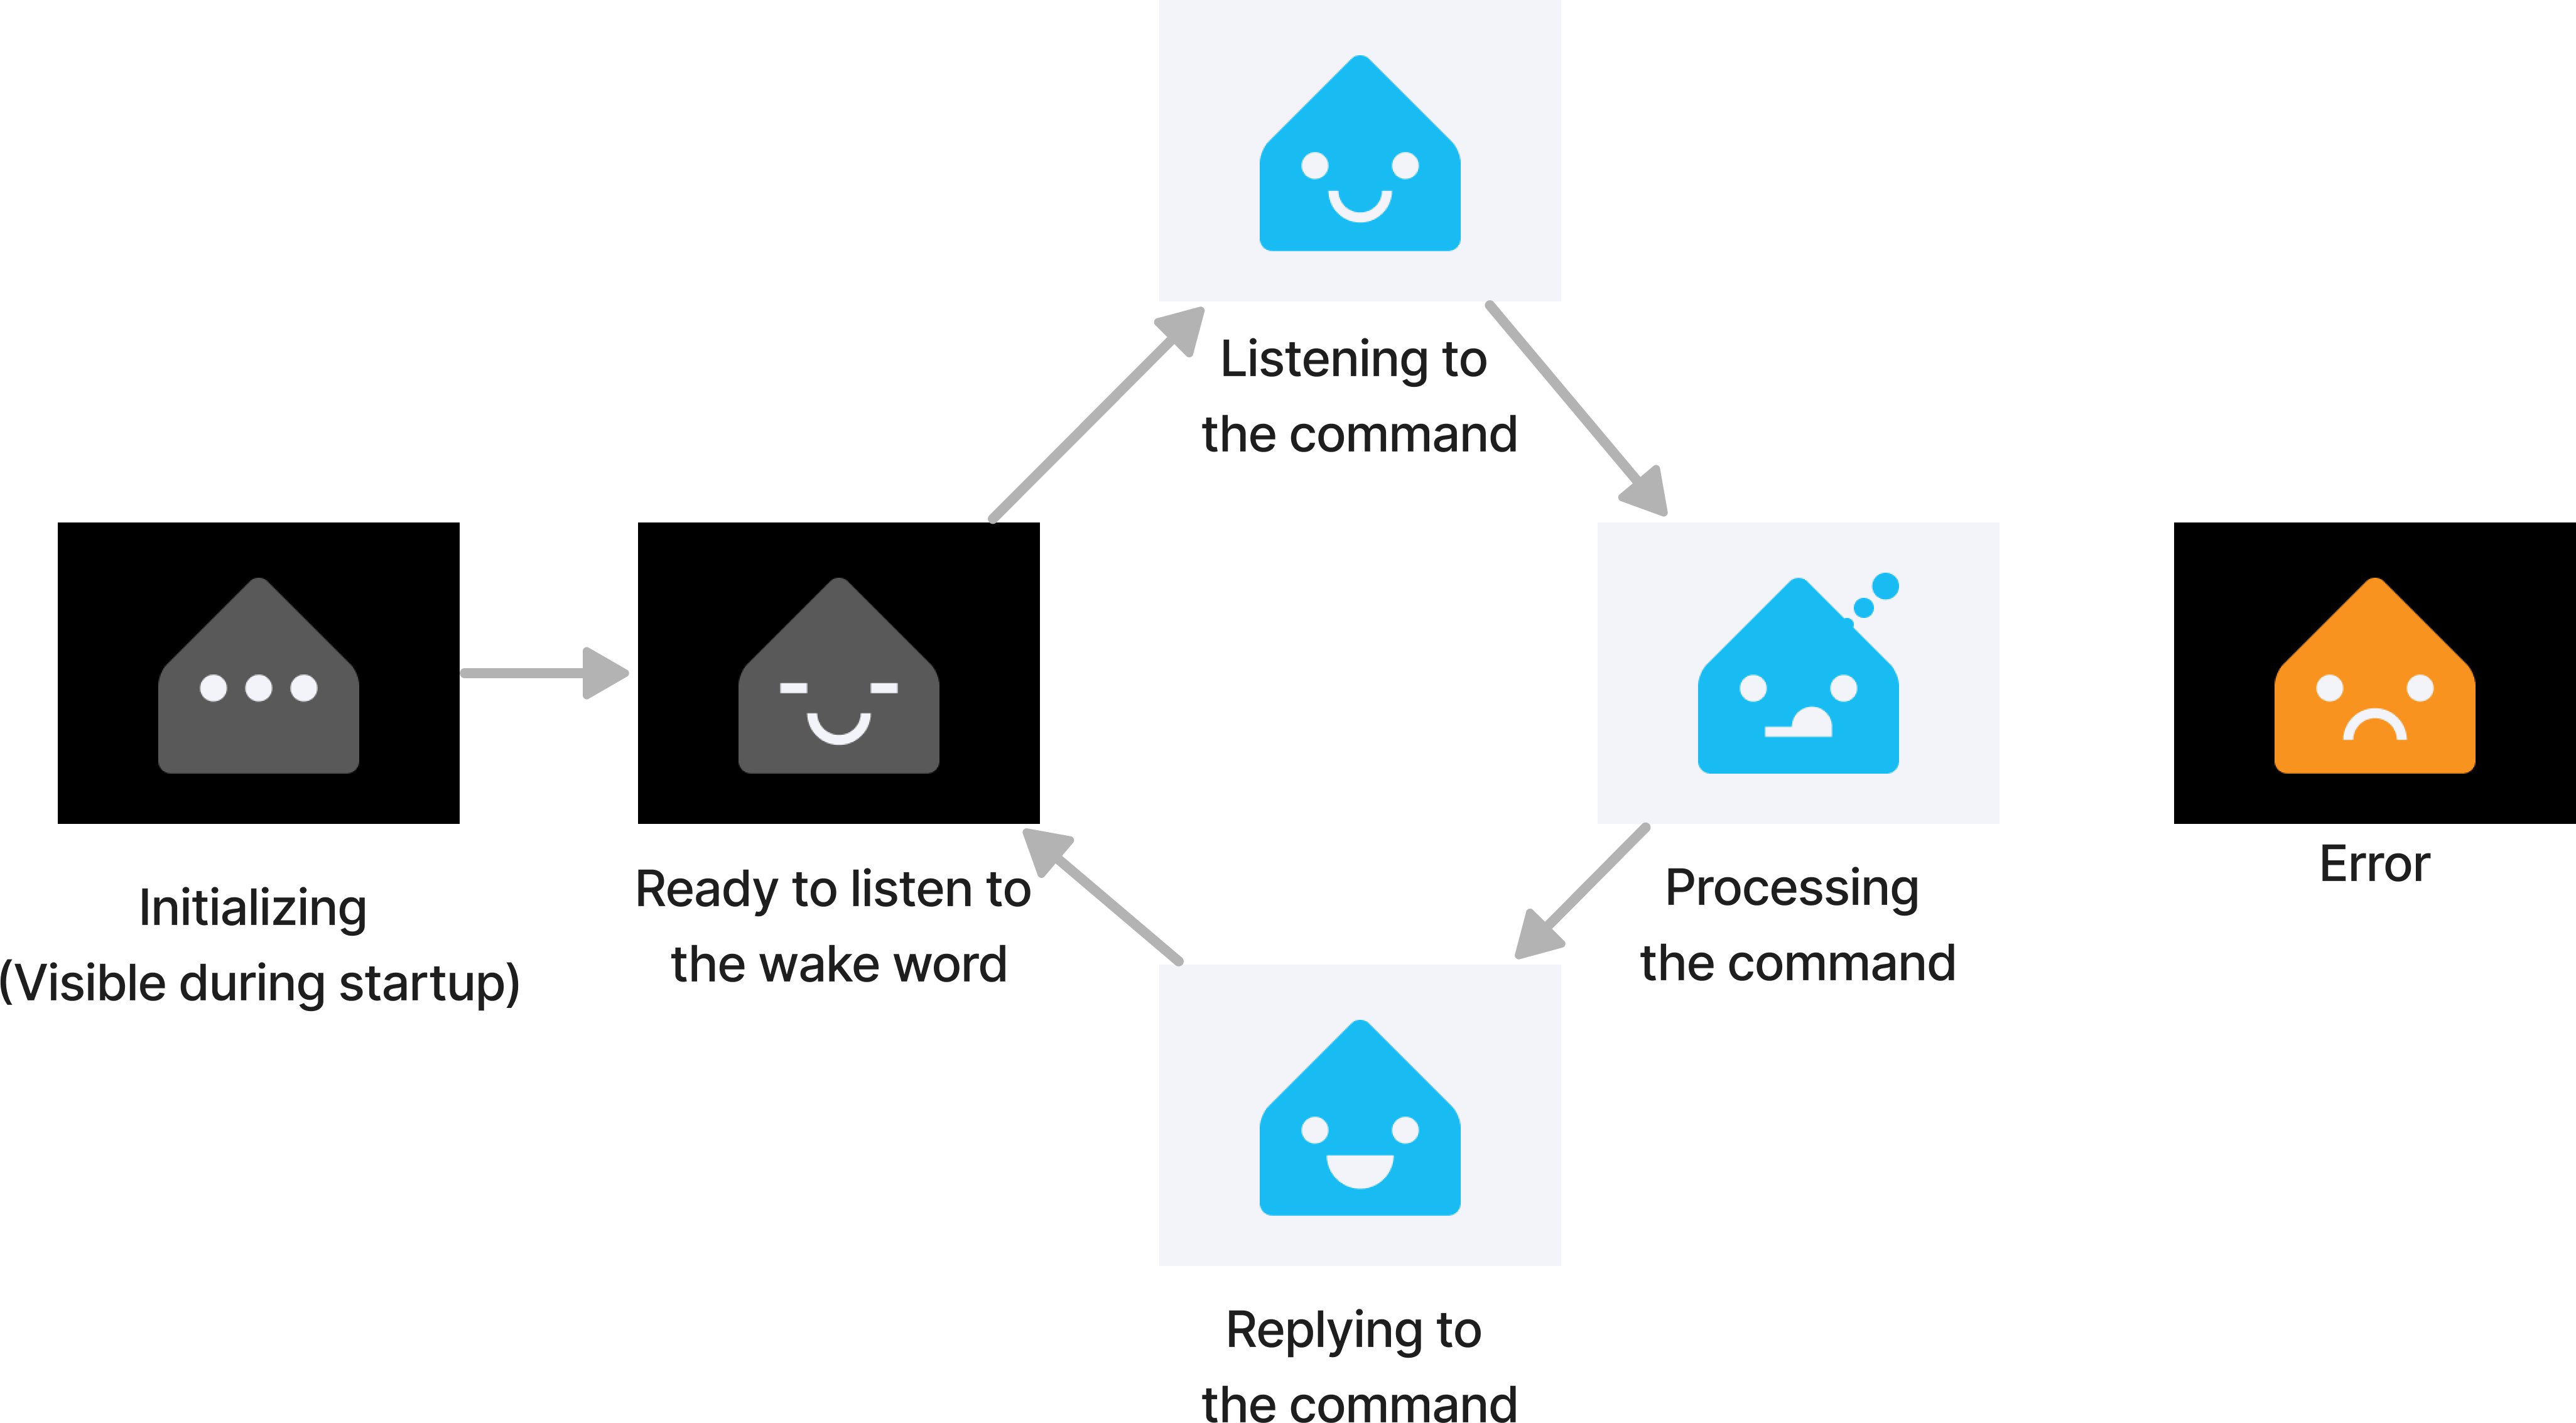 Listening to
the command
Initializing
(Visible during startup)
Ready to listen to
the wake word
Processing
the command
Error
Replying to
the command